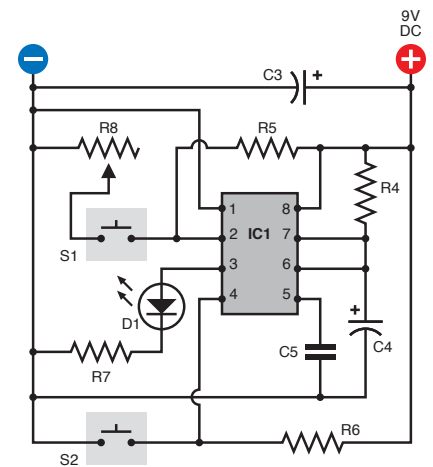 9V
DC
− +
C3 +
R8 R5
R4
1 IC1 8
S1 2 7
3 6
4 5
+
D1
C5 C4
R7
R6
S2